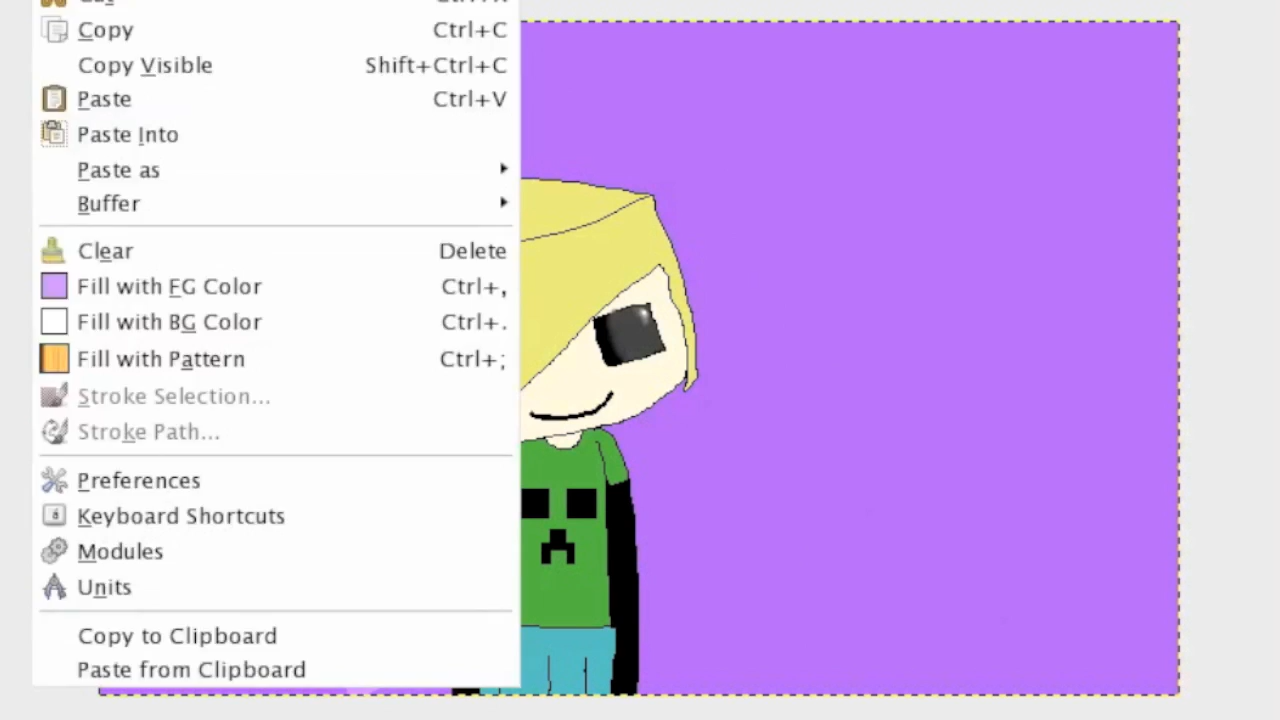 Copy Ctrl+C
Copy Visible Shift+Ctrl+C
Paste Ctrl+V
Paste Into
Paste as
Buffer
Clear Delete
Fill with FG Color Ctrl+,
Fill with BG Color Ctrl+.
Fill with Pattern Ctrl+;
Stroke Selection...
Stroke Path...
Preferences
Keyboard Shortcuts
Modules
Units
Copy to Clipboard
Paste from Clipboard